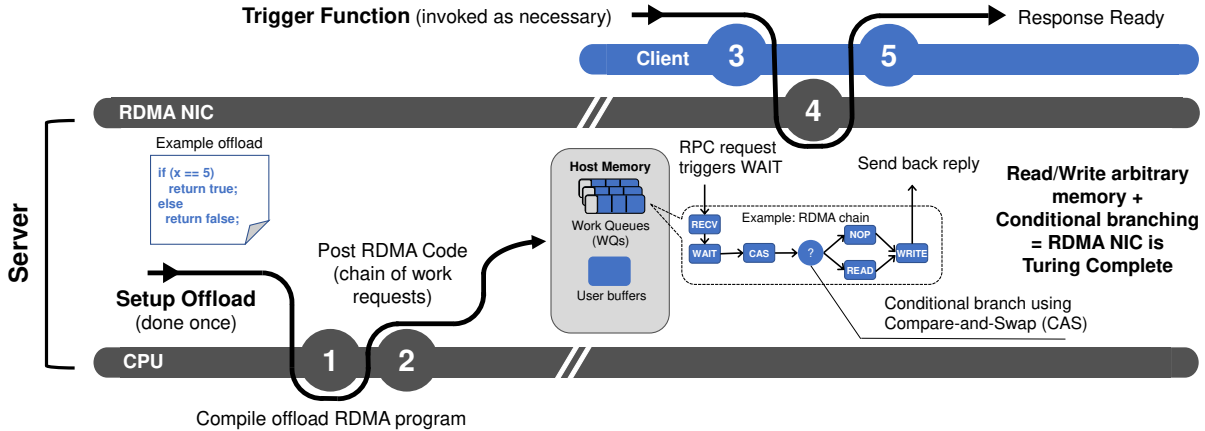 Trigger Function (invoked as necessary)
Response Ready
Client
3
5
RDMA NIC
4
Server
Example offload
if (x == 5)
return true;
else
return false;
Setup Offload
(done once)
Post RDMA Code
(chain of work
requests)
1
2
CPU
Compile offload RDMA program
Host Memory
Work Queues
(WQs)
User buffers
RPC request
triggers WAIT
Send back reply
Example: RDMA chain
RECV
WAIT
CAS
?
NOP
READ
WRITE
Conditional branch using
Compare-and-Swap (CAS)
Read/Write arbitrary
memory +
Conditional branching
= RDMA NIC is
Turing Complete